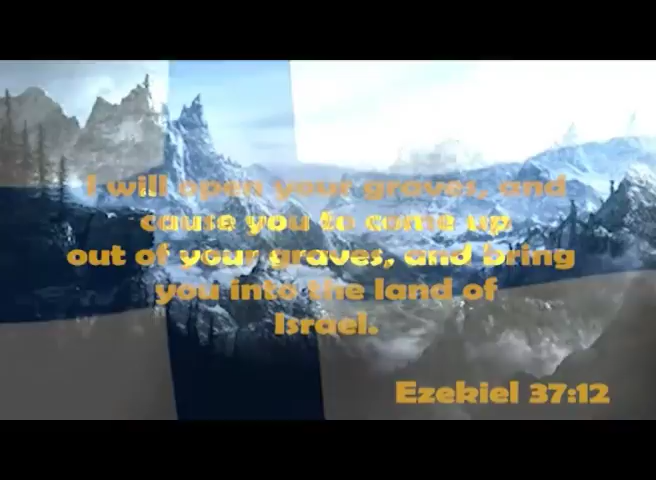 I will open your graves, and
cause you to come up
out of your graves, and bring
you into the land of
Israel.
Ezekiel 37:12